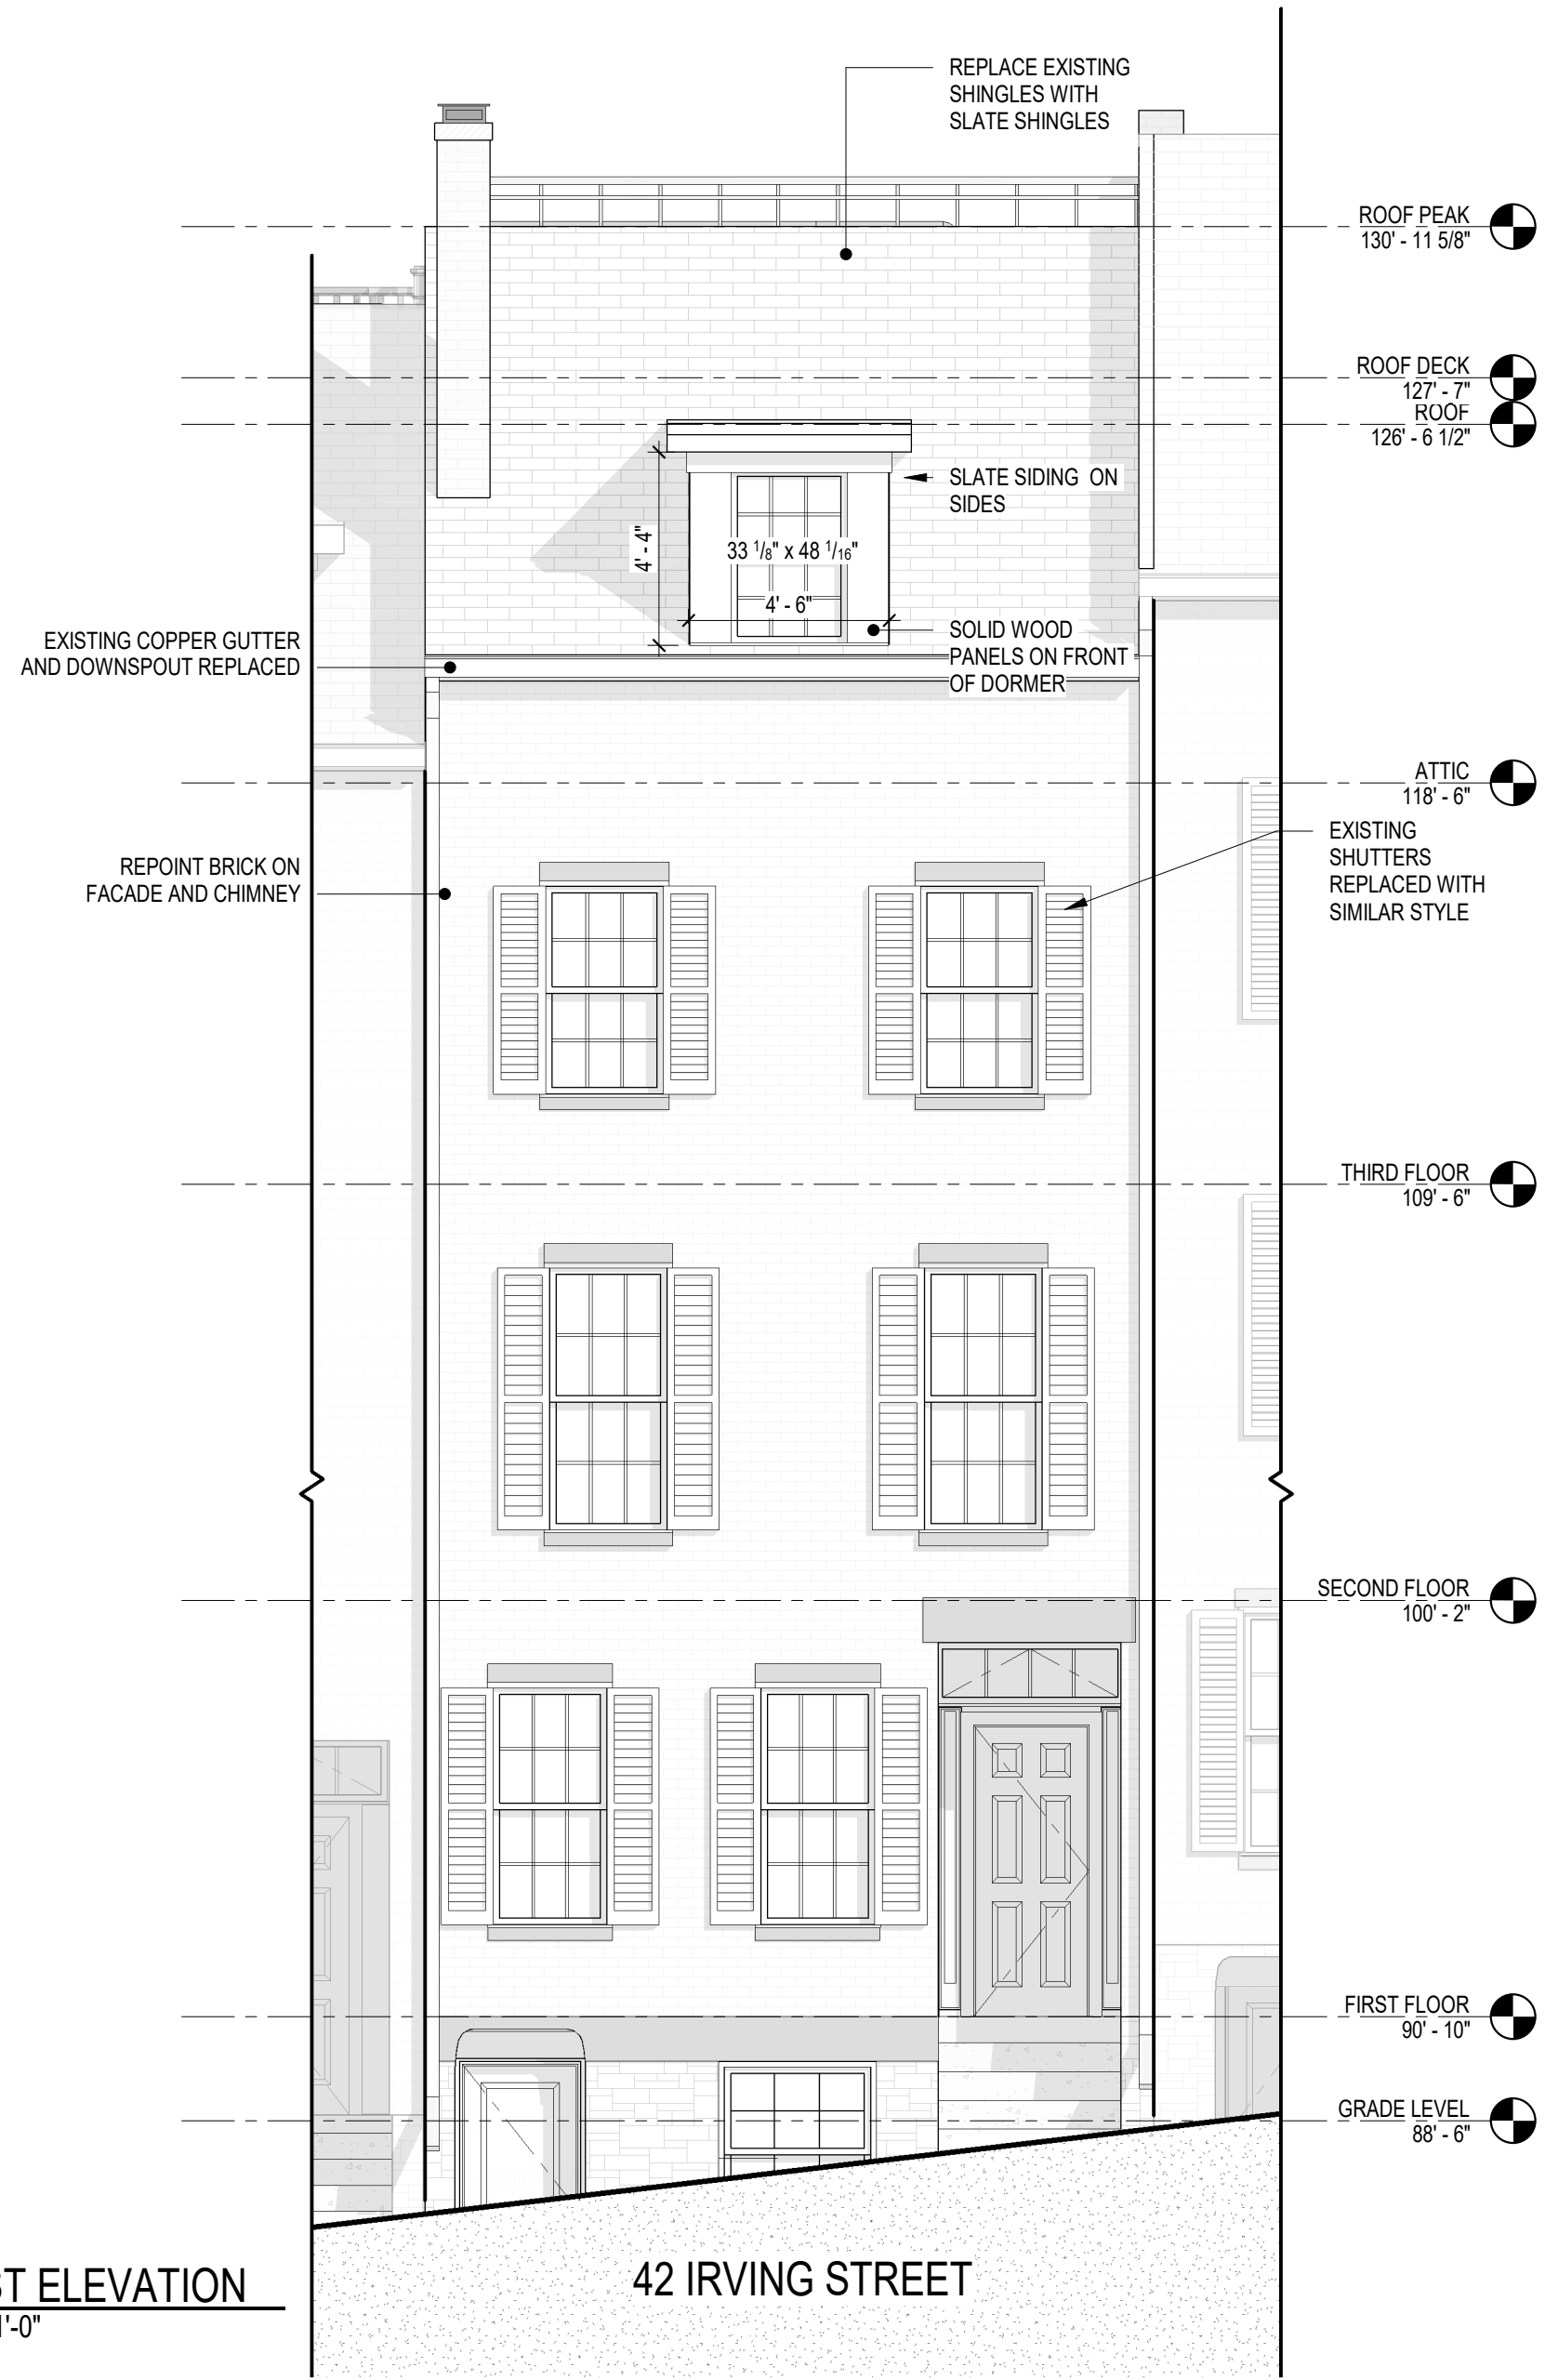 REPLACE EXISTING
SHINGLES WITH
SLATE SHINGLES
ROOF PEAK
130' - 11 5/8"
ROOF DECK
127' - 7"
ROOF
126' - 6 1/2"
SLATE SIDING ON
SIDES
4' - 4"
33 1/8" x 48 1/16"
4' - 6"
SOLID WOOD
PANELS ON FRONT
OF DORMER
EXISTING COPPER GUTTER
AND DOWNSPOUT REPLACED
ATTIC
118' - 6"
EXISTING
SHUTTERS
REPLACED WITH
SIMILAR STYLE
REPOINT BRICK ON
FACADE AND CHIMNEY
THIRD FLOOR
109' - 6"
SECOND FLOOR
100' - 2"
FIRST FLOOR
90' - 10"
GRADE LEVEL
88' - 6"
42 IRVING STREET
ELEVATION